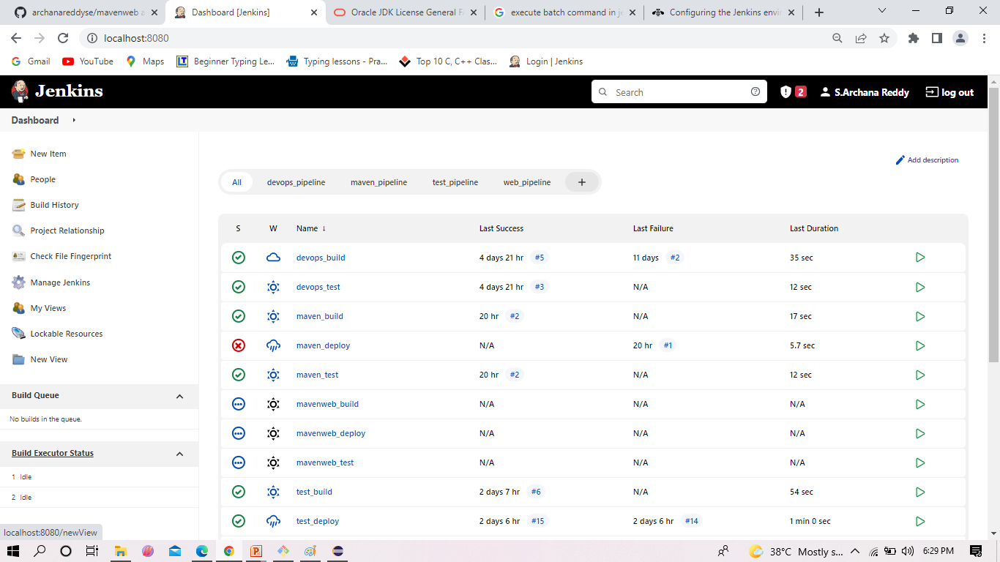 archanareddyse/mavenweb a
Dashboard [Jenkins]
Oracle JDK License General F
execute batch command in je
Configuring the Jenkins envir
localhost:8080
Gmail
YouTube
Maps
Beginner Typing Le...
Typing lessons - Pra...
Top 10 C, C++ Clas...
Login | Jenkins
Jenkins
Search
2
S.Archana Reddy
log out
Dashboard
New Item
People
Build History
Project Relationship
Check File Fingerprint
Manage Jenkins
My Views
Lockable Resources
New View
Build Queue
No builds in the queue.
Build Executor Status
1 Idle
2 Idle
localhost:8080/newView
Add description
All devops_pipeline maven_pipeline test_pipeline web_pipeline +
S W Name ↓ Last Success Last Failure Last Duration
devops_build 4 days 21 hr #5 11 days #2 35 sec
devops_test 4 days 21 hr #3 N/A 12 sec
maven_build 20 hr #2 N/A 17 sec
maven_deploy N/A 20 hr #1 5.7 sec
maven_test 20 hr #2 N/A 12 sec
mavenweb_build N/A N/A N/A
mavenweb_deploy N/A N/A N/A
mavenweb_test N/A N/A N/A
test_build 2 days 7 hr #6 N/A 54 sec
test_deploy 2 days 6 hr #15 2 days 6 hr #14 1 min 0 sec
38°C Mostly s...
6:29 PM